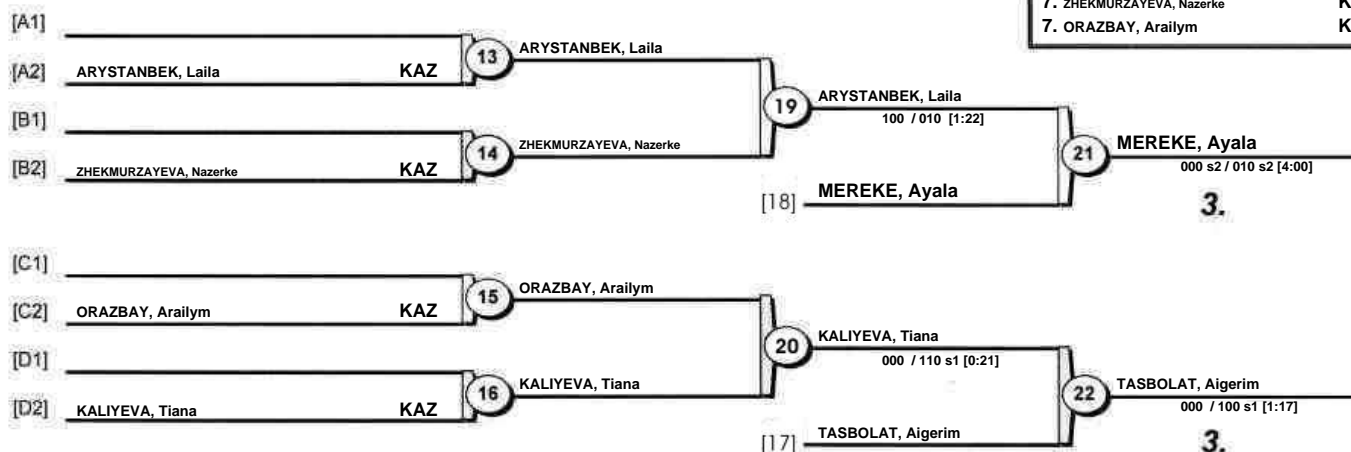 7. ZHEKMURZAYEVA, Nazerke K
7. ORAZBAY, Arailym K
[A1]
13 ARYSTANBEK, Laila
[A2] ARYSTANBEK, Laila KAZ
19 ARYSTANBEK, Laila
100 / 010 [1:22]
[B1]
14 ZHEKMURZAYEVA, Nazerke
21 MEREKE, Ayala
000 s2 / 010 s2 [4:00]
[B2] ZHEKMURZAYEVA, Nazerke KAZ
[18] MEREKE, Ayala
3.
[C1]
15 ORAZBAY, Arailym
[C2] ORAZBAY, Arailym KAZ
20 KALIYEVA, Tiana
000 / 110 s1 [0:21]
[D1]
16 KALIYEVA, Tiana
22 TASBOLAT, Aigerim
000 / 100 s1 [1:17]
[D2] KALIYEVA, Tiana KAZ
[17] TASBOLAT, Aigerim
3.